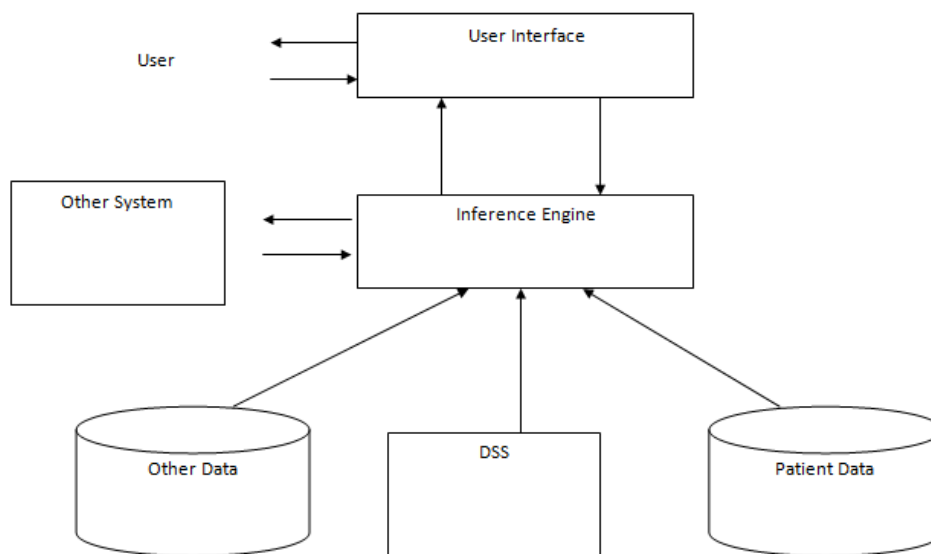 User Interface
User
Other System
Inference Engine
Other Data
DSS
Patient Data